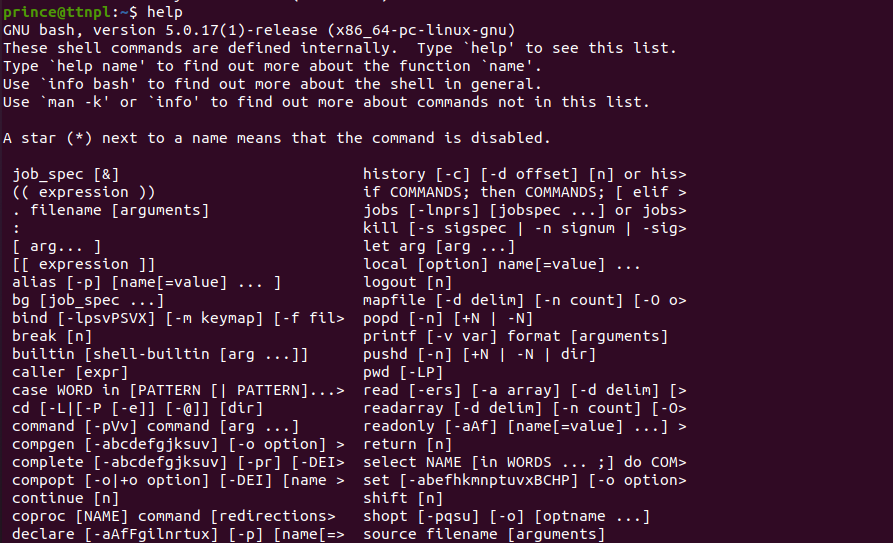 prince@ttnpl:~$ help
GNU bash, version 5.0.17(1)-release (x86_64-pc-linux-gnu)
These shell commands are defined internally.  Type `help' to see this list.
Type `help name' to find out more about the function `name'.
Use `info bash' to find out more about the shell in general.
Use `man -k' or `info' to find out more about commands not in this list.

A star (*) next to a name means that the command is disabled.

 job_spec [&]                            history [-c] [-d offset] [n] or his>
 (( expression ))                        if COMMANDS; then COMMANDS; [ elif >
 . filename [arguments]                  jobs [-lnprs] [jobspec ...] or jobs>
 :                                       kill [-s sigspec | -n signum | -sig>
 [ arg... ]                              let arg [arg ...]
 [[ expression ]]                        local [option] name[=value] ...
 alias [-p] [name[=value] ... ]          logout [n]
 bg [job_spec ...]                       mapfile [-d delim] [-n count] [-O o>
 bind [-lpsvPSVX] [-m keymap] [-f fil>   popd [-n] [+N | -N]
 break [n]                               printf [-v var] format [arguments]
 builtin [shell-builtin [arg ...]]       pushd [-n] [+N | -N | dir]
 caller [expr]                           pwd [-LP]
 case WORD in [PATTERN [| PATTERN]...>   read [-ers] [-a array] [-d delim] [>
 cd [-L|[-P [-e]] [-@]] [dir]            readarray [-d delim] [-n count] [-O>
 command [-pVv] command [arg ...]        readonly [-aAf] [name[=value] ...] >
 compgen [-abcdefgjksuv] [-o option] >   return [n]
 complete [-abcdefgjksuv] [-pr] [-DEI>   select NAME [in WORDS ... ;] do COM>
 compopt [-o|+o option] [-DEI] [name >   set [-abefhkmnptuvxBCHP] [-o option>
 continue [n]                            shift [n]
 coproc [NAME] command [redirections>    shopt [-pqsu] [-o] [optname ...]
 declare [-aAfFgilnrtux] [-p] [name[=>   source filename [arguments]